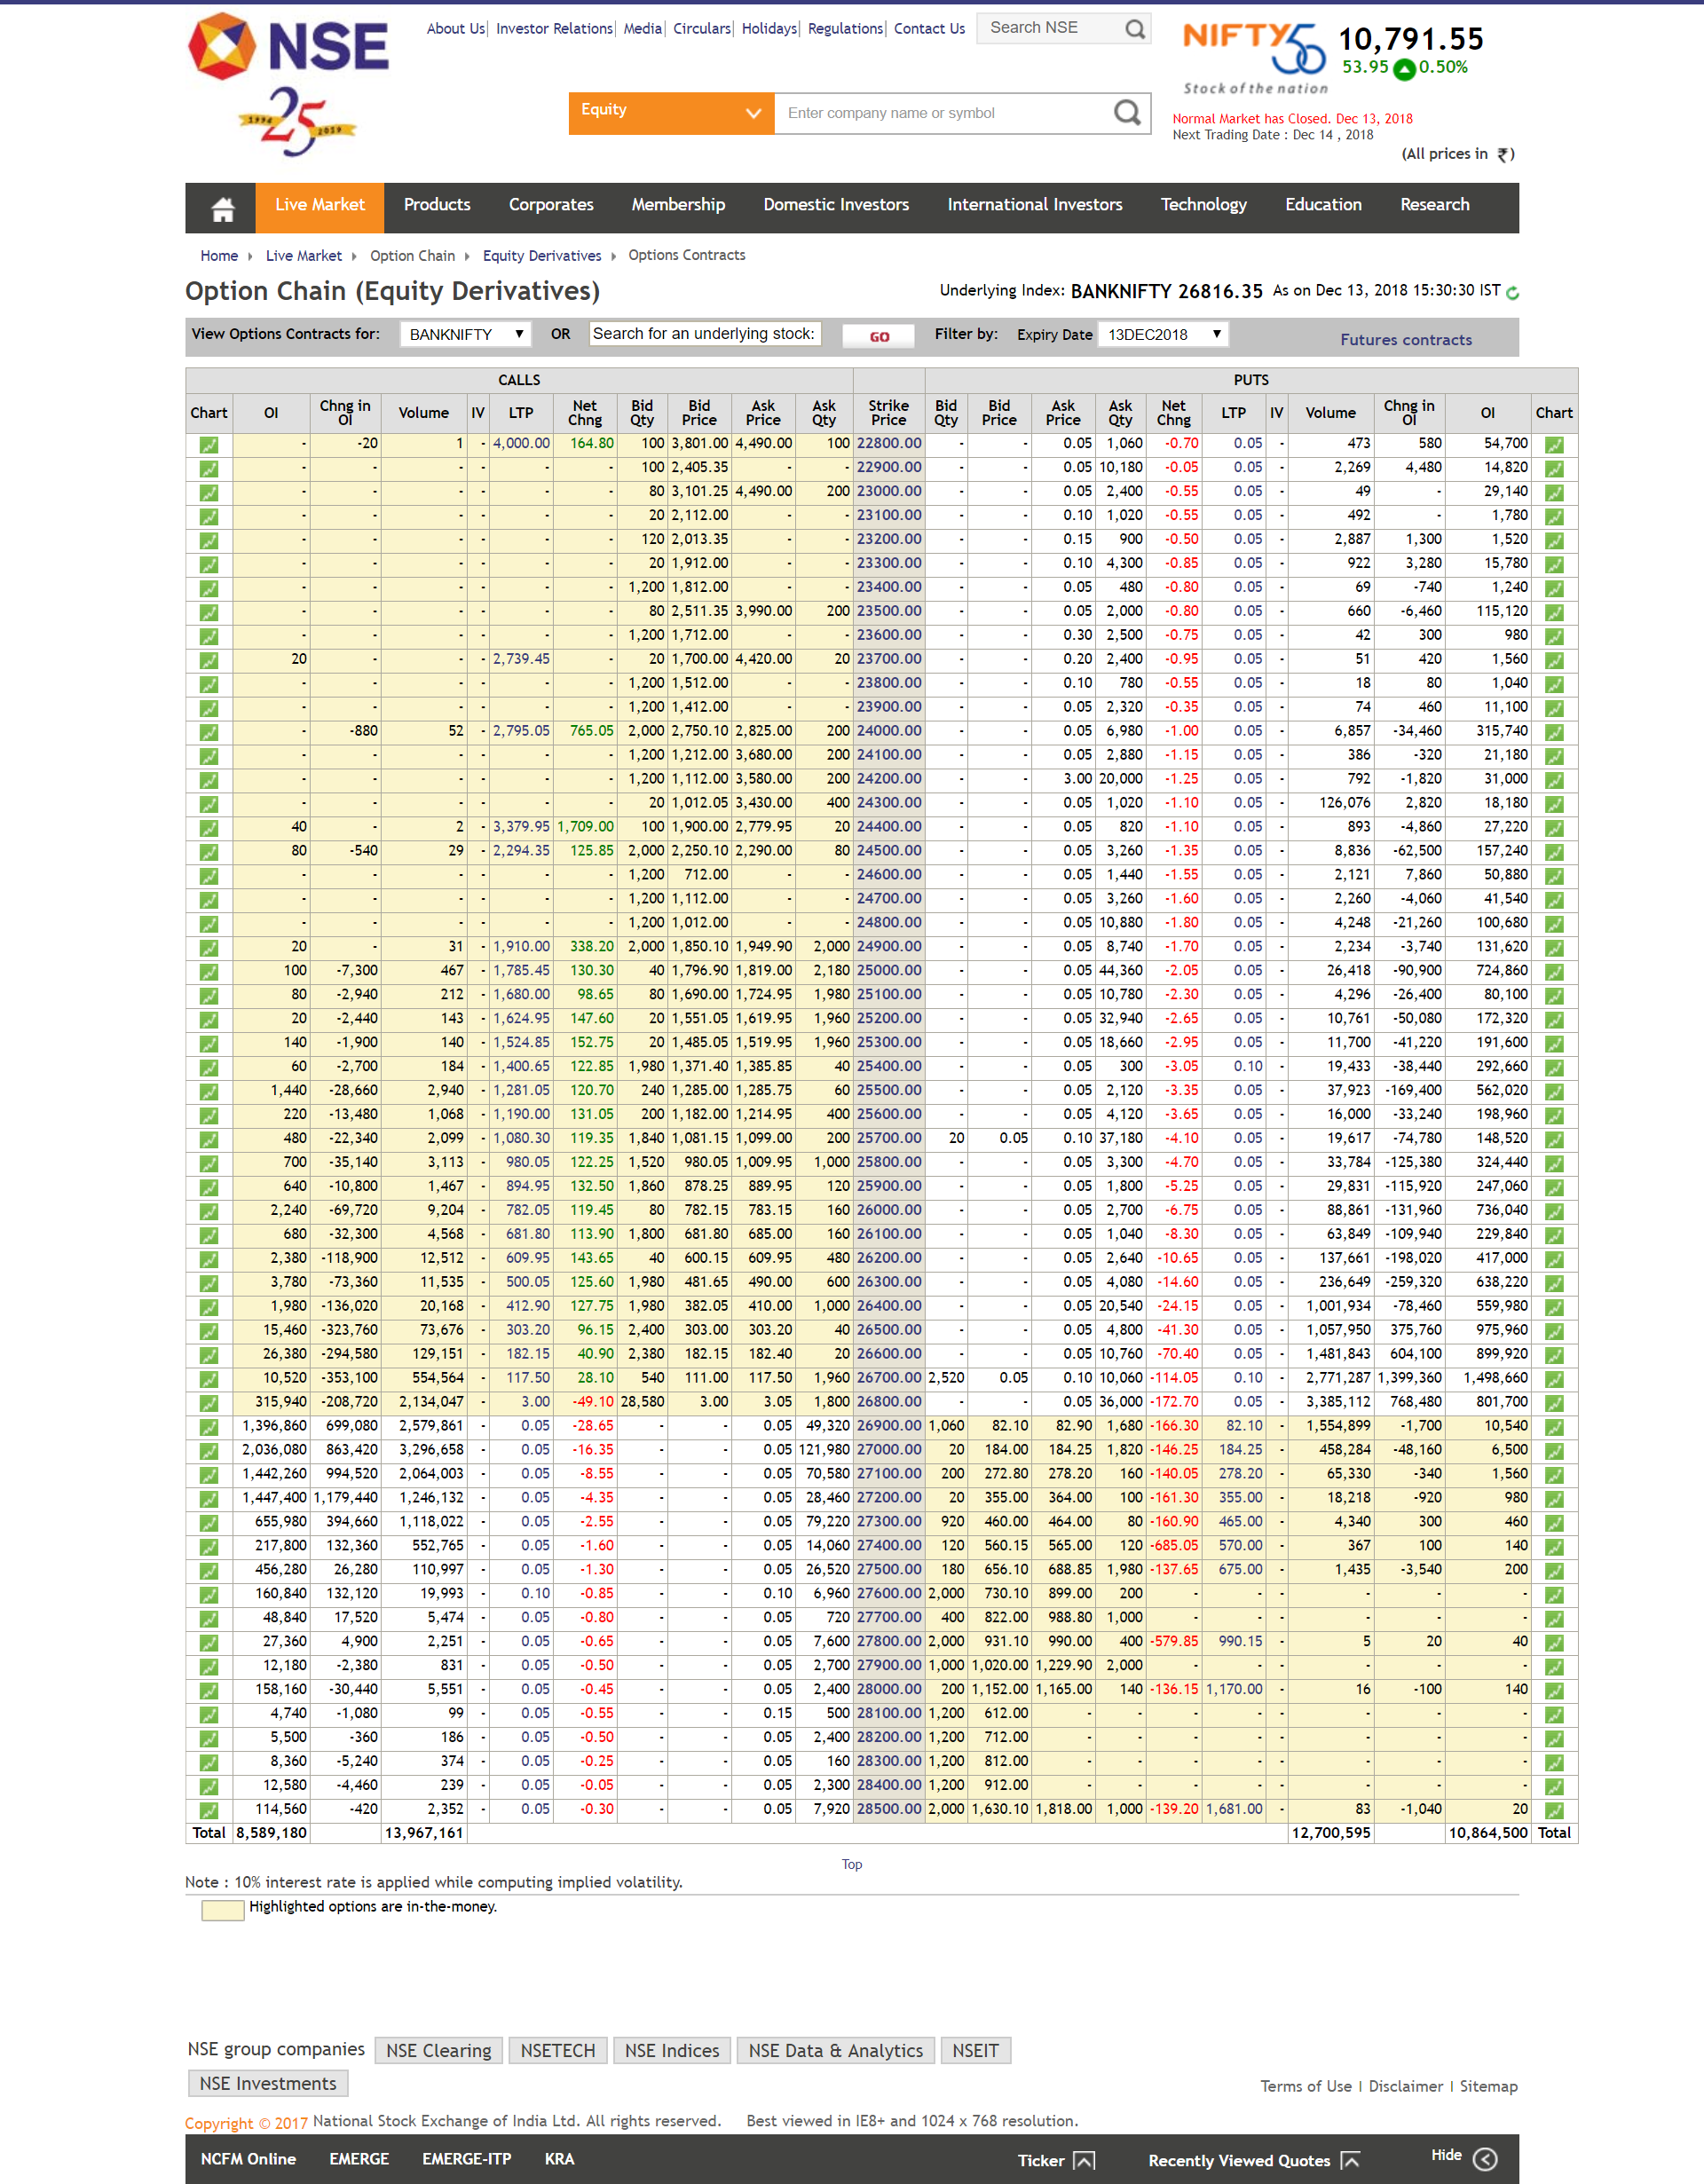 NSE
1994 25 2019
About Us| Investor Relations| Media| Circulars| Holidays| Regulations| Contact Us
Search NSE
NIFTY50
Stock of the nation
10,791.55
53.95 0.50%
Equity
Enter company name or symbol
Normal Market has Closed. Dec 13, 2018
Next Trading Date : Dec 14 , 2018
(All prices in ₹)
Live Market Products Corporates Membership Domestic Investors International Investors Technology Education Research
Home Live Market Option Chain Equity Derivatives Options Contracts
Option Chain (Equity Derivatives)
Underlying Index: BANKNIFTY 26816.35 As on Dec 13, 2018 15:30:30 IST
View Options Contracts for: BANKNIFTY OR Search for an underlying stock: GO Filter by: Expiry Date 13DEC2018 Futures contracts
CALLS PUTS
Chart OI Chng in OI Volume IV LTP Net Chng Bid Qty Bid Price Ask Price Ask Qty Strike Price Bid Qty Bid Price Ask Price Ask Qty Net Chng LTP IV Volume Chng in OI OI Chart
- -20 1 - 4,000.00 164.80 100 3,801.00 4,490.00 100 22800.00 - - 0.05 1,060 -0.70 0.05 - 473 580 54,700
- - - - - - 100 2,405.35 - - 22900.00 - - 0.05 10,180 -0.05 0.05 - 2,269 4,480 14,820
- - - - - - 80 3,101.25 4,490.00 200 23000.00 - - 0.05 2,400 -0.55 0.05 - 49 - 29,140
- - - - - - 20 2,112.00 - - 23100.00 - - 0.10 1,020 -0.55 0.05 - 492 - 1,780
- - - - - - 120 2,013.35 - - 23200.00 - - 0.15 900 -0.50 0.05 - 2,887 1,300 1,520
- - - - - - 20 1,912.00 - - 23300.00 - - 0.10 4,300 -0.85 0.05 - 922 3,280 15,780
- - - - - - 1,200 1,812.00 - - 23400.00 - - 0.05 480 -0.80 0.05 - 69 -740 1,240
- - - - - - 80 2,511.35 3,990.00 200 23500.00 - - 0.05 2,000 -0.80 0.05 - 660 -6,460 115,120
- - - - - - 1,200 1,712.00 - - 23600.00 - - 0.30 2,500 -0.75 0.05 - 42 300 980
20 - - - 2,739.45 - 20 1,700.00 4,420.00 20 23700.00 - - 0.20 2,400 -0.95 0.05 - 51 420 1,560
- - - - - - 1,200 1,512.00 - - 23800.00 - - 0.10 780 -0.55 0.05 - 18 80 1,040
- - - - - - 1,200 1,412.00 - - 23900.00 - - 0.05 2,320 -0.35 0.05 - 74 460 11,100
- -880 52 - 2,795.05 765.05 2,000 2,750.10 2,825.00 200 24000.00 - - 0.05 6,980 -1.00 0.05 - 6,857 -34,460 315,740
- - - - - - 1,200 1,212.00 3,680.00 200 24100.00 - - 0.05 2,880 -1.15 0.05 - 386 -320 21,180
- - - - - - 1,200 1,112.00 3,580.00 200 24200.00 - - 3.00 20,000 -1.25 0.05 - 792 -1,820 31,000
- - - - - - 20 1,012.05 3,430.00 400 24300.00 - - 0.05 1,020 -1.10 0.05 - 126,076 2,820 18,180
40 - 2 - 3,379.95 1,709.00 100 1,900.00 2,779.95 20 24400.00 - - 0.05 820 -1.10 0.05 - 893 -4,860 27,220
80 -540 29 - 2,294.35 125.85 2,000 2,250.10 2,290.00 80 24500.00 - - 0.05 3,260 -1.35 0.05 - 8,836 -62,500 157,240
- - - - - - 1,200 712.00 - - 24600.00 - - 0.05 1,440 -1.55 0.05 - 2,121 7,860 50,880
- - - - - - 1,200 1,112.00 - - 24700.00 - - 0.05 3,260 -1.60 0.05 - 2,260 -4,060 41,540
- - - - - - 1,200 1,012.00 - - 24800.00 - - 0.05 10,880 -1.80 0.05 - 4,248 -21,260 100,680
20 - 31 - 1,910.00 338.20 2,000 1,850.10 1,949.90 2,000 24900.00 - - 0.05 8,740 -1.70 0.05 - 2,234 -3,740 131,620
100 -7,300 467 - 1,785.45 130.30 40 1,796.90 1,819.00 2,180 25000.00 - - 0.05 44,360 -2.05 0.05 - 26,418 -90,900 724,860
80 -2,940 212 - 1,680.00 98.65 80 1,690.00 1,724.95 1,980 25100.00 - - 0.05 10,780 -2.30 0.05 - 4,296 -26,400 80,100
20 -2,440 143 - 1,624.95 147.60 20 1,551.05 1,619.95 1,960 25200.00 - - 0.05 32,940 -2.65 0.05 - 10,761 -50,080 172,320
140 -1,900 140 - 1,524.85 152.75 20 1,485.05 1,519.95 1,960 25300.00 - - 0.05 18,660 -2.95 0.05 - 11,700 -41,220 191,600
60 -2,700 184 - 1,400.65 122.85 1,980 1,371.40 1,385.85 40 25400.00 - - 0.05 300 -3.05 0.10 - 19,433 -38,440 292,660
1,440 -28,660 2,940 - 1,281.05 120.70 240 1,285.00 1,285.75 60 25500.00 - - 0.05 2,120 -3.35 0.05 - 37,923 -169,400 562,020
220 -13,480 1,068 - 1,190.00 131.05 200 1,182.00 1,214.95 400 25600.00 - - 0.05 4,120 -3.65 0.05 - 16,000 -33,240 198,960
480 -22,340 2,099 - 1,080.30 119.35 1,840 1,081.15 1,099.00 200 25700.00 20 0.05 0.10 37,180 -4.10 0.05 - 19,617 -74,780 148,520
700 -35,140 3,113 - 980.05 122.25 1,520 980.05 1,009.95 1,000 25800.00 - - 0.05 3,300 -4.70 0.05 - 33,784 -125,380 324,440
640 -10,800 1,467 - 894.95 132.50 1,860 878.25 889.95 120 25900.00 - - 0.05 1,800 -5.25 0.05 - 29,831 -115,920 247,060
2,240 -69,720 9,204 - 782.05 119.45 80 782.15 783.15 160 26000.00 - - 0.05 2,700 -6.75 0.05 - 88,861 -131,960 736,040
680 -32,300 4,568 - 681.80 113.90 1,800 681.80 685.00 160 26100.00 - - 0.05 1,040 -8.30 0.05 - 63,849 -109,940 229,840
2,380 -118,900 12,512 - 609.95 143.65 40 600.15 609.95 480 26200.00 - - 0.05 2,640 -10.65 0.05 - 137,661 -198,020 417,000
3,780 -73,360 11,535 - 500.05 125.60 1,980 481.65 490.00 600 26300.00 - - 0.05 4,080 -14.60 0.05 - 236,649 -259,320 638,220
1,980 -136,020 20,168 - 412.90 127.75 1,980 382.05 410.00 1,000 26400.00 - - 0.05 20,540 -24.15 0.05 - 1,001,934 -78,460 559,980
15,460 -323,760 73,676 - 303.20 96.15 2,400 303.00 303.20 40 26500.00 - - 0.05 4,800 -41.30 0.05 - 1,057,950 375,760 975,960
26,380 -294,580 129,151 - 182.15 40.90 2,380 182.15 182.40 20 26600.00 - - 0.05 10,760 -70.40 0.05 - 1,481,843 604,100 899,920
10,520 -353,100 554,564 - 117.50 28.10 540 111.00 117.50 1,960 26700.00 2,520 0.05 0.10 10,060 -114.05 0.10 - 2,771,287 1,399,360 1,498,660
315,940 -208,720 2,134,047 - 3.00 -49.10 28,580 3.00 3.05 1,800 26800.00 - - 0.05 36,000 -172.70 0.05 - 3,385,112 768,480 801,700
1,396,860 699,080 2,579,861 - 0.05 -28.65 - - 0.05 49,320 26900.00 1,060 82.10 82.90 1,680 -166.30 82.10 - 1,554,899 -1,700 10,540
2,036,080 863,420 3,296,658 - 0.05 -16.35 - - 0.05 121,980 27000.00 20 184.00 184.25 1,820 -146.25 184.25 - 458,284 -48,160 6,500
1,442,260 994,520 2,064,003 - 0.05 -8.55 - - 0.05 70,580 27100.00 200 272.80 278.20 160 -140.05 278.20 - 65,330 -340 1,560
1,447,400 1,179,440 1,246,132 - 0.05 -4.35 - - 0.05 28,460 27200.00 20 355.00 364.00 100 -161.30 355.00 - 18,218 -920 980
655,980 394,660 1,118,022 - 0.05 -2.55 - - 0.05 79,220 27300.00 920 460.00 464.00 80 -160.90 465.00 - 4,340 300 460
217,800 132,360 552,765 - 0.05 -1.60 - - 0.05 14,060 27400.00 120 560.15 565.00 120 -685.05 570.00 - 367 100 140
456,280 26,280 110,997 - 0.05 -1.30 - - 0.05 26,520 27500.00 180 656.10 688.85 1,980 -137.65 675.00 - 1,435 -3,540 200
160,840 132,120 19,993 - 0.10 -0.85 - - 0.10 6,960 27600.00 2,000 730.10 899.00 200 - - - - - -
48,840 17,520 5,474 - 0.05 -0.80 - - 0.05 720 27700.00 400 822.00 988.80 1,000 - - - - - -
27,360 4,900 2,251 - 0.05 -0.65 - - 0.05 7,600 27800.00 2,000 931.10 990.00 400 -579.85 990.15 - 5 20 40
12,180 -2,380 831 - 0.05 -0.50 - - 0.05 2,700 27900.00 1,000 1,020.00 1,229.90 2,000 - - - - - -
158,160 -30,440 5,551 - 0.05 -0.45 - - 0.05 2,400 28000.00 200 1,152.00 1,165.00 140 -136.15 1,170.00 - 16 -100 140
4,740 -1,080 99 - 0.05 -0.55 - - 0.15 500 28100.00 1,200 612.00 - - - - - - - -
5,500 -360 186 - 0.05 -0.50 - - 0.05 2,400 28200.00 1,200 712.00 - - - - - - - -
8,360 -5,240 374 - 0.05 -0.25 - - 0.05 160 28300.00 1,200 812.00 - - - - - - - -
12,580 -4,460 239 - 0.05 -0.05 - - 0.05 2,300 28400.00 1,200 912.00 - - - - - - - -
114,560 -420 2,352 - 0.05 -0.30 - - 0.05 7,920 28500.00 2,000 1,630.10 1,818.00 1,000 -139.20 1,681.00 - 83 -1,040 20
Total 8,589,180 13,967,161 12,700,595 10,864,500 Total
Top
Note : 10% interest rate is applied while computing implied volatility.
Highlighted options are in-the-money.
NSE group companies NSE Clearing NSETECH NSE Indices NSE Data & Analytics NSEIT
NSE Investments
Terms of Use | Disclaimer | Sitemap
Copyright © 2017 National Stock Exchange of India Ltd. All rights reserved. Best viewed in IE8+ and 1024 x 768 resolution.
NCFM Online EMERGE EMERGE-ITP KRA Ticker Recently Viewed Quotes Hide